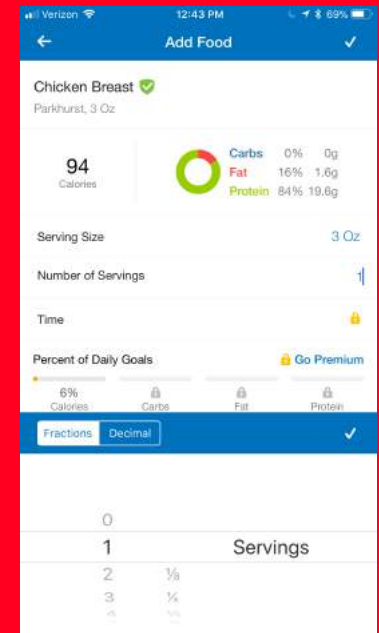 Verizon 12:43 PM 69%
Add Food
Chicken Breast
Parkhurst, 3 Oz
94
Calories
Carbs 0% 0g
Fat 16% 1.6g
Protein 84% 19.6g
Serving Size 3 Oz
Number of Servings 1
Time
Percent of Daily Goals Go Premium
6%
Calories Carbs Fat Protein
Fractions Decimal
0
1 Servings
2 ⅛
3 ¼
4